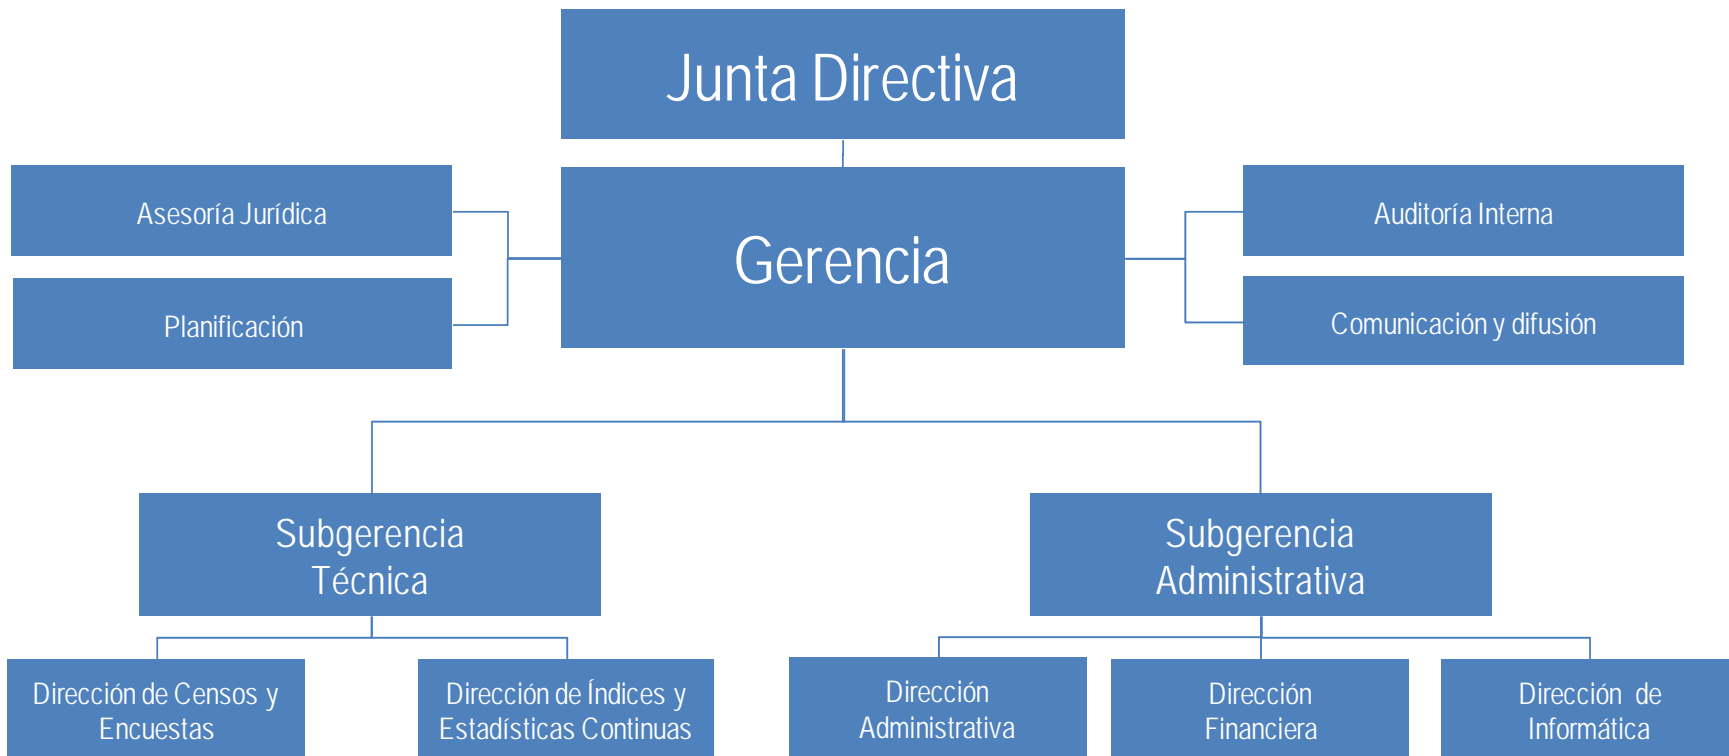 Junta Directiva
Asesoría Jurídica
Gerencia
Auditoría Interna
Planificación
Comunicación y difusión
Subgerencia
Técnica
Subgerencia
Administrativa
Dirección de Censos y
Encuestas
Dirección de Índices y
Estadísticas Continuas
Dirección
Administrativa
Dirección
Financiera
Dirección de
Informática